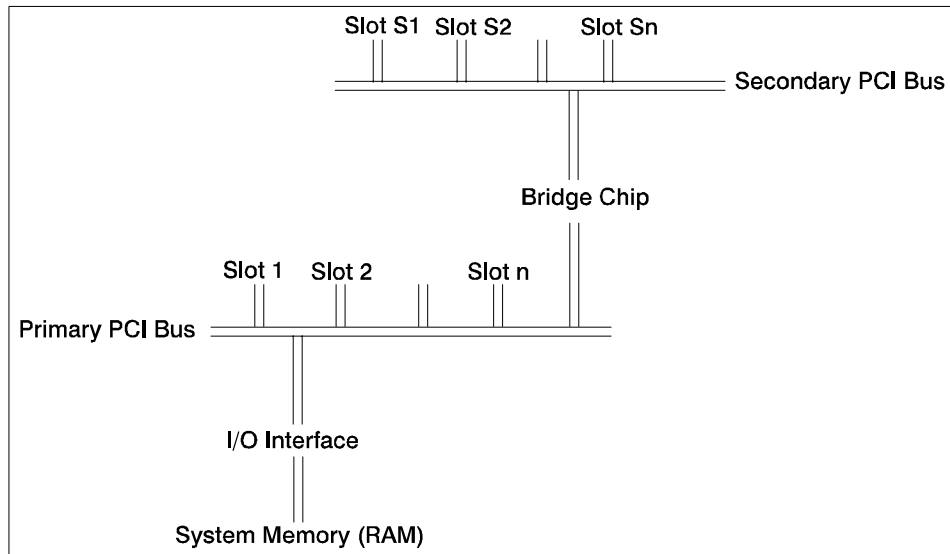 Slot S1 Slot S2 Slot Sn
Secondary PCI Bus
Bridge Chip
Slot 1 Slot 2 Slot n
Primary PCI Bus
I/O Interface
System Memory (RAM)